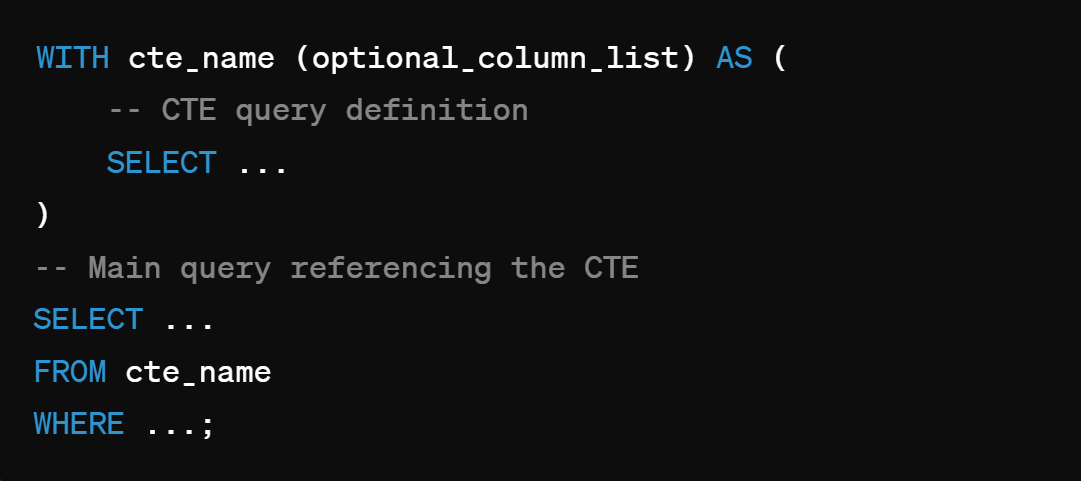 WITH cte_name (optional_column_list) AS (
    -- CTE query definition
    SELECT ...
)
-- Main query referencing the CTE
SELECT ...
FROM cte_name
WHERE ...;